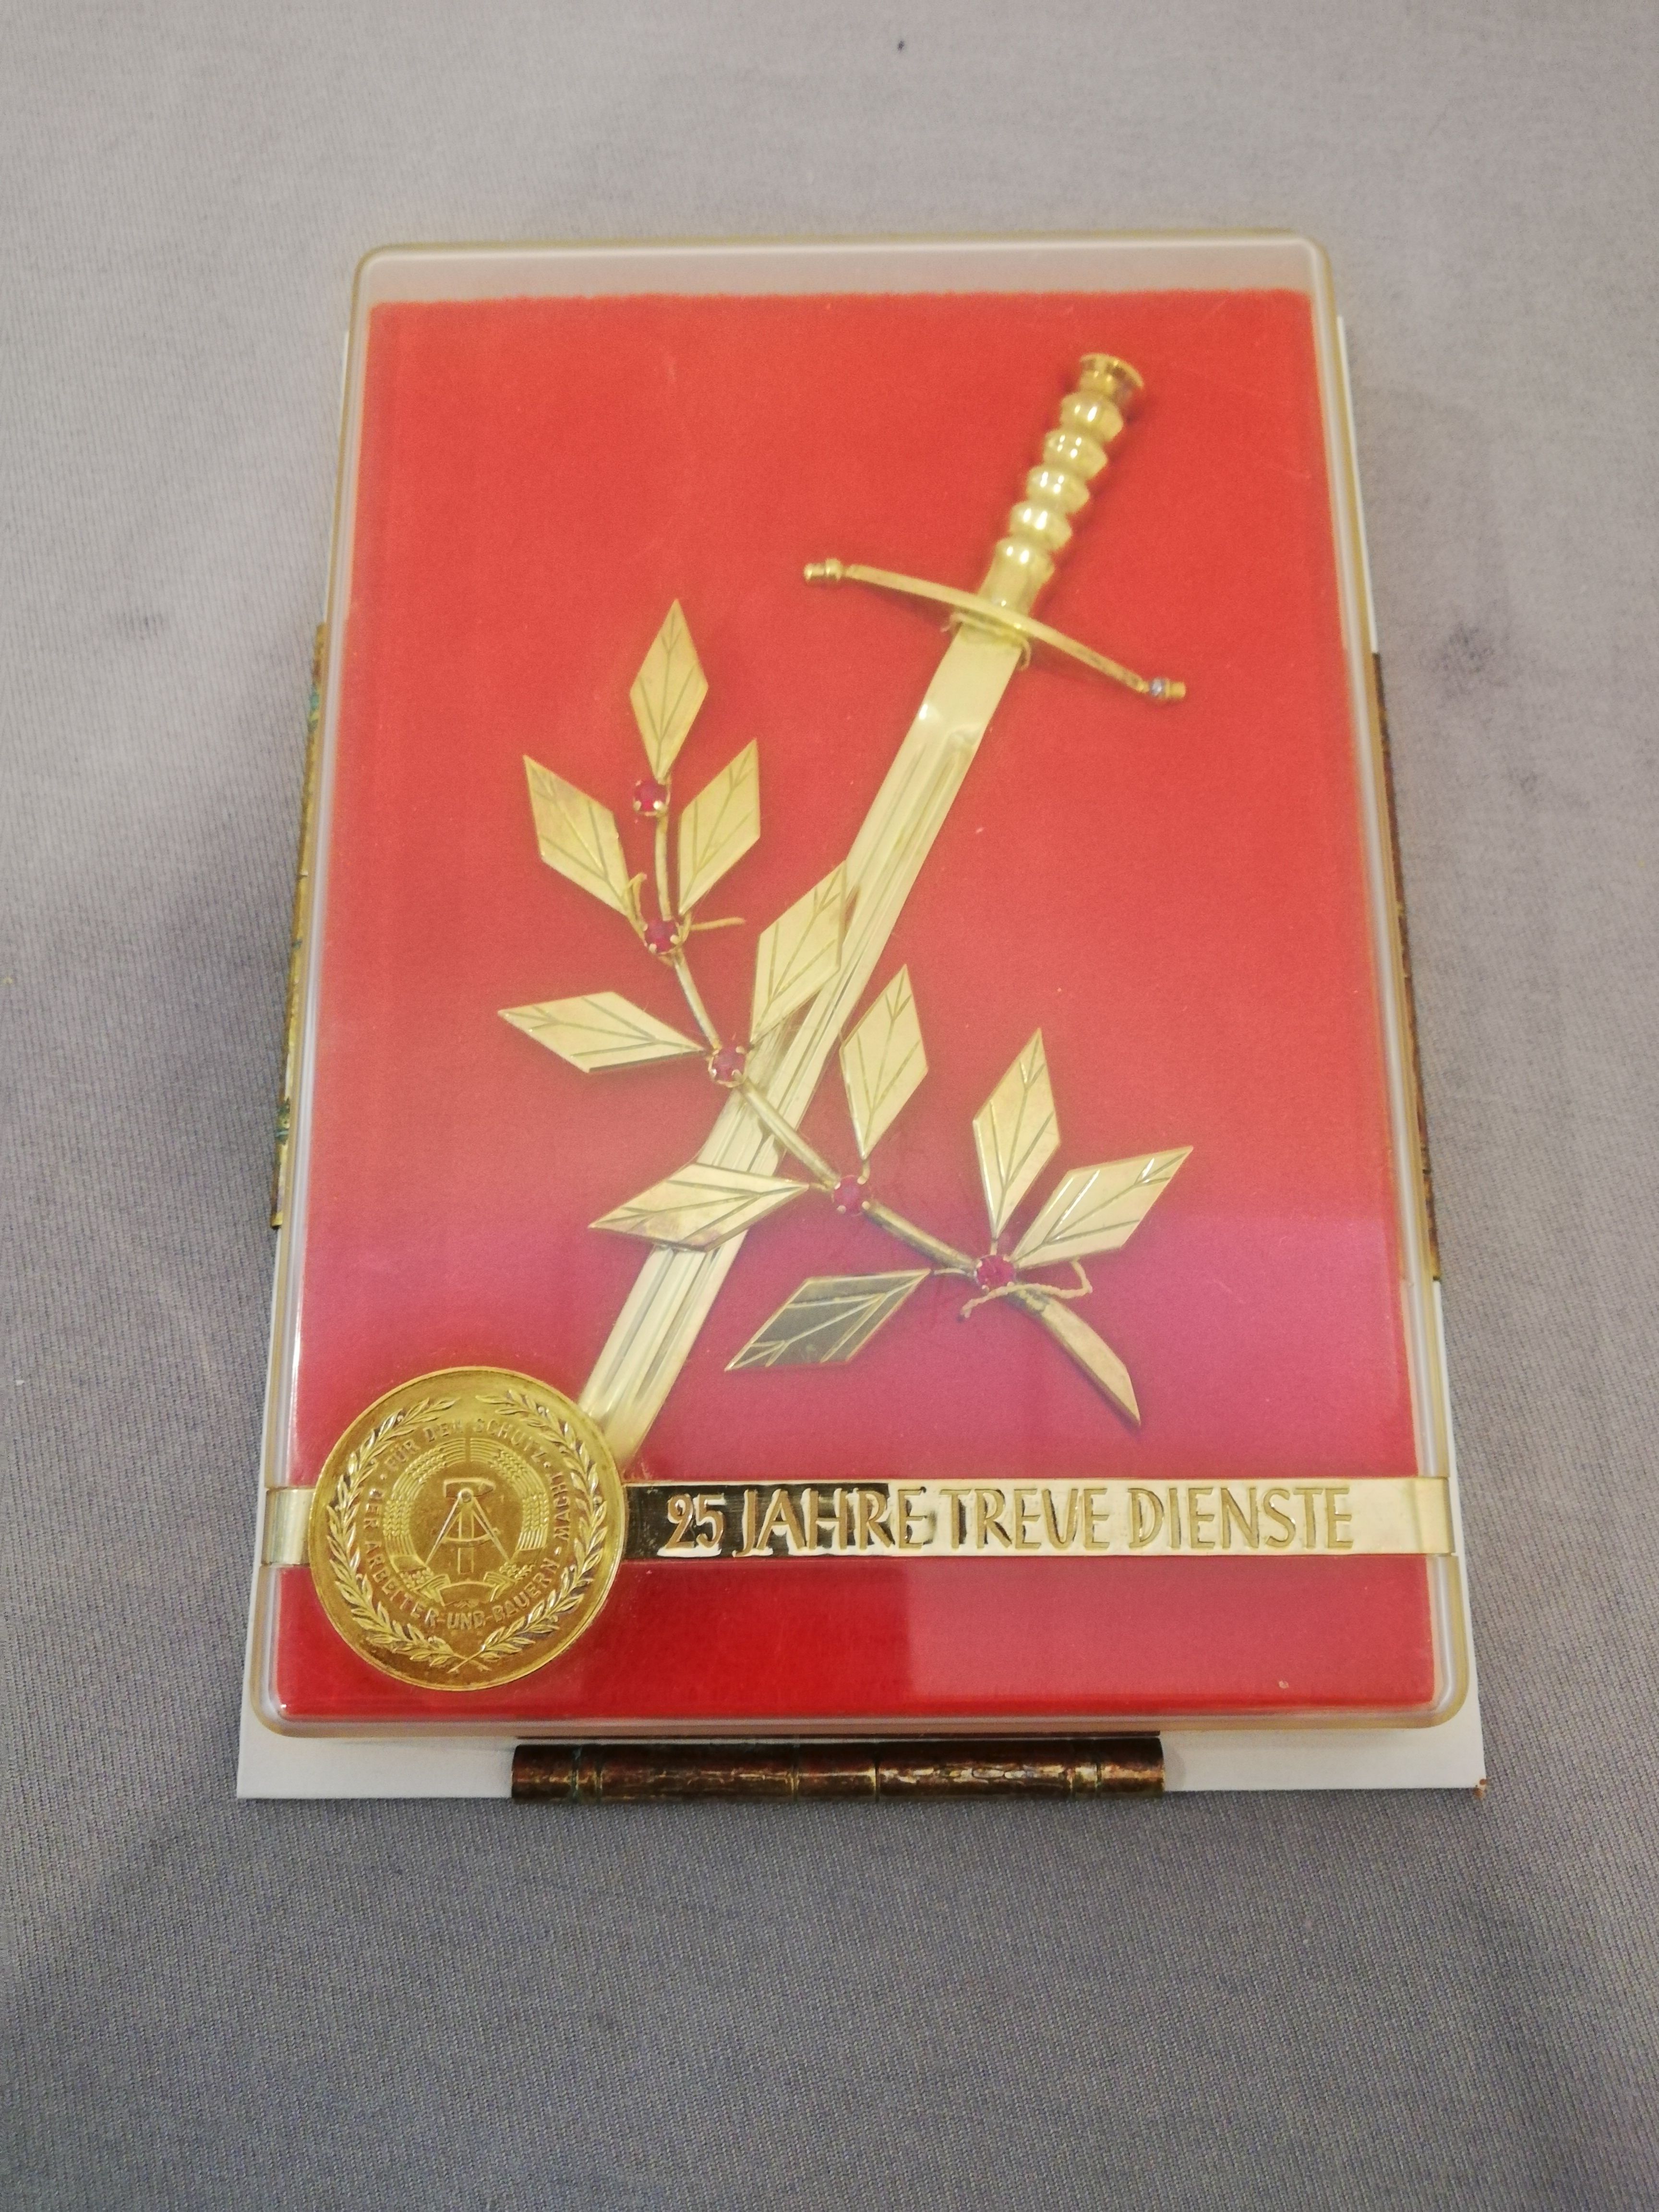 FÜR DEN SCHUTZ · DER ARBEITER-UND-BAUERN-MACHT ·
25 JAHRE TREUE DIENSTE